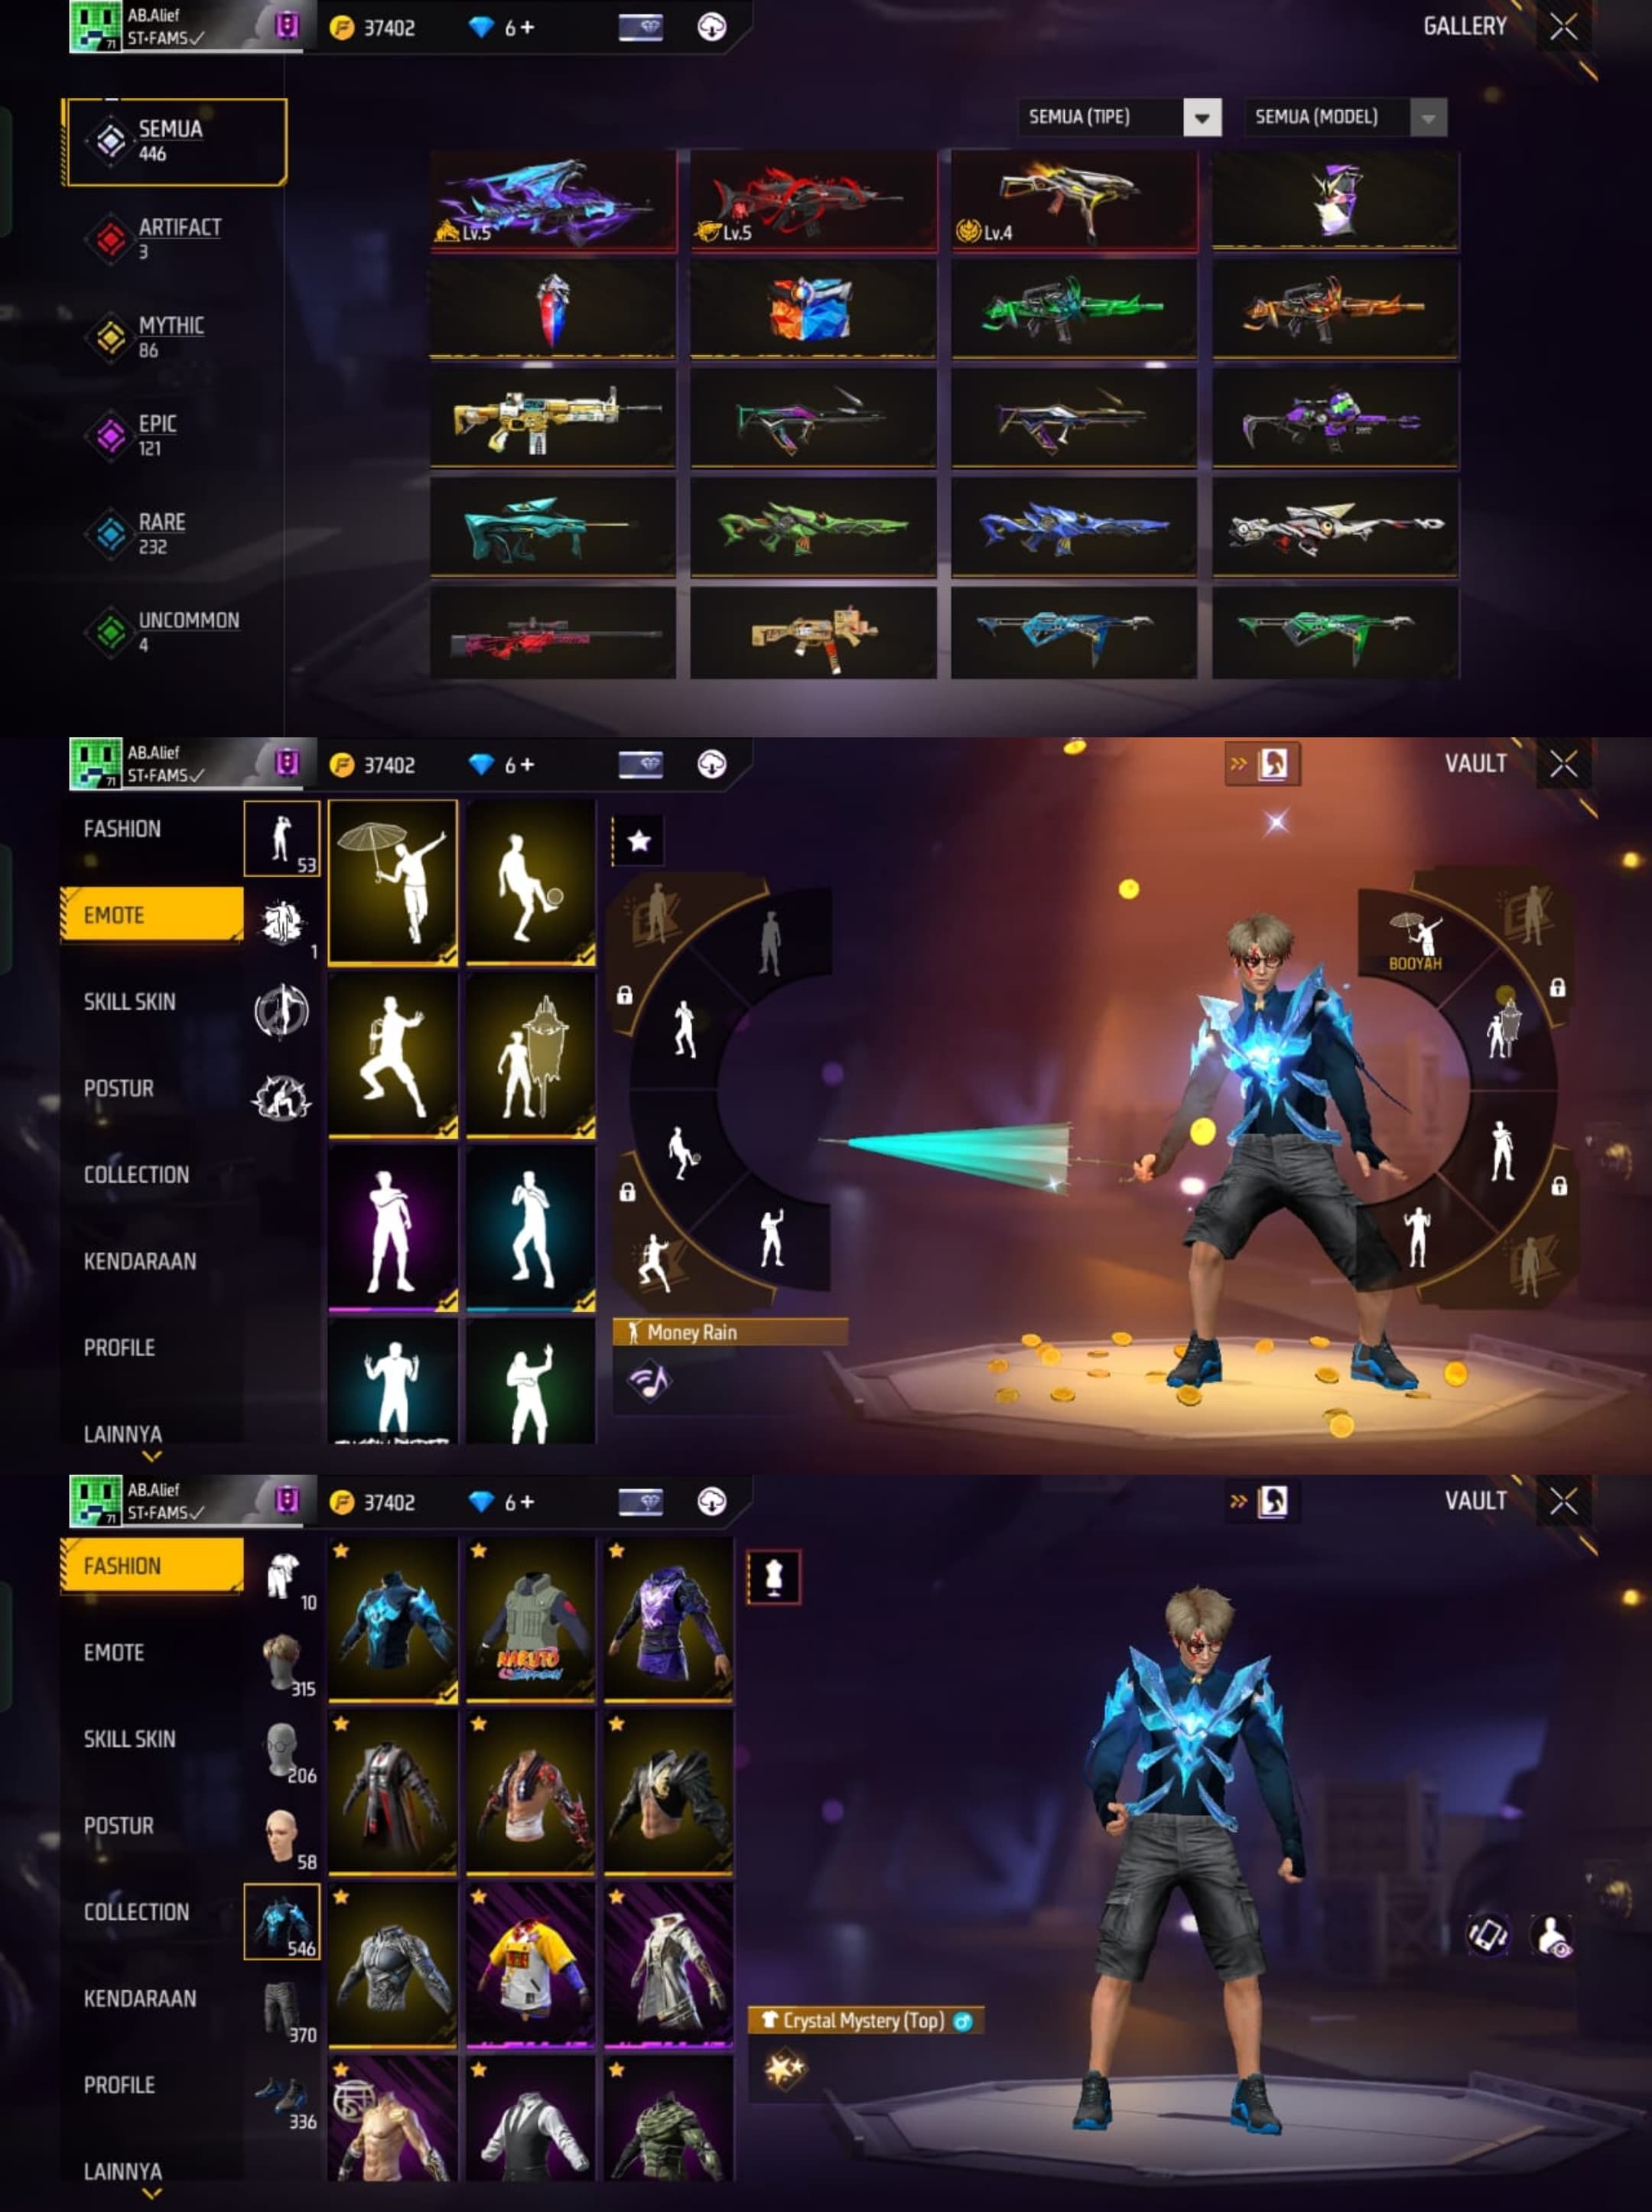 AB.Alief
ST•FAMS✓
71
37402
6+
GALLERY
SEMUA
446
SEMUA (TIPE)
SEMUA (MODEL)
ARTIFACT
3
MYTHIC
86
EPIC
121
RARE
232
UNCOMMON
4
Lv.5
Lv.5
Lv.4
AB.Alief
ST•FAMS✓
71
37402
6+
VAULT
FASHION
EMOTE
SKILL SKIN
POSTUR
COLLECTION
KENDARAAN
PROFILE
LAINNYA
53
1
BOOYAH
Money Rain
AB.Alief
ST•FAMS✓
71
37402
6+
VAULT
FASHION
EMOTE
SKILL SKIN
POSTUR
COLLECTION
KENDARAAN
PROFILE
LAINNYA
10
315
206
58
546
370
336
NARUTO
Crystal Mystery (Top)